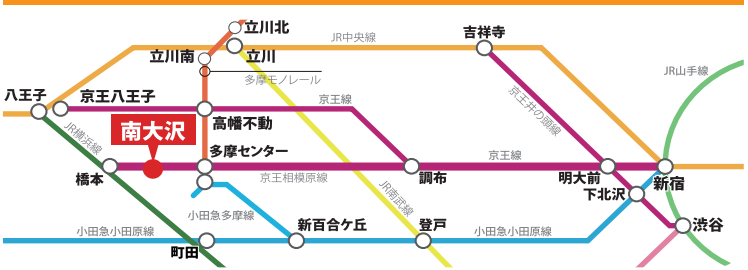 立川北
吉祥寺
JR中央線
立川南
立川
JR山手線
多摩モノレール
八王子
京王八王子
京王線
京王井の頭線
高幡不動
南大沢
JR横浜線
多摩センター
京王線
橋本
京王相模原線
調布
明大前
新宿
JR南武線
下北沢
小田急多摩線
新百合ケ丘
登戸
渋谷
小田急小田原線
小田急小田原線
町田